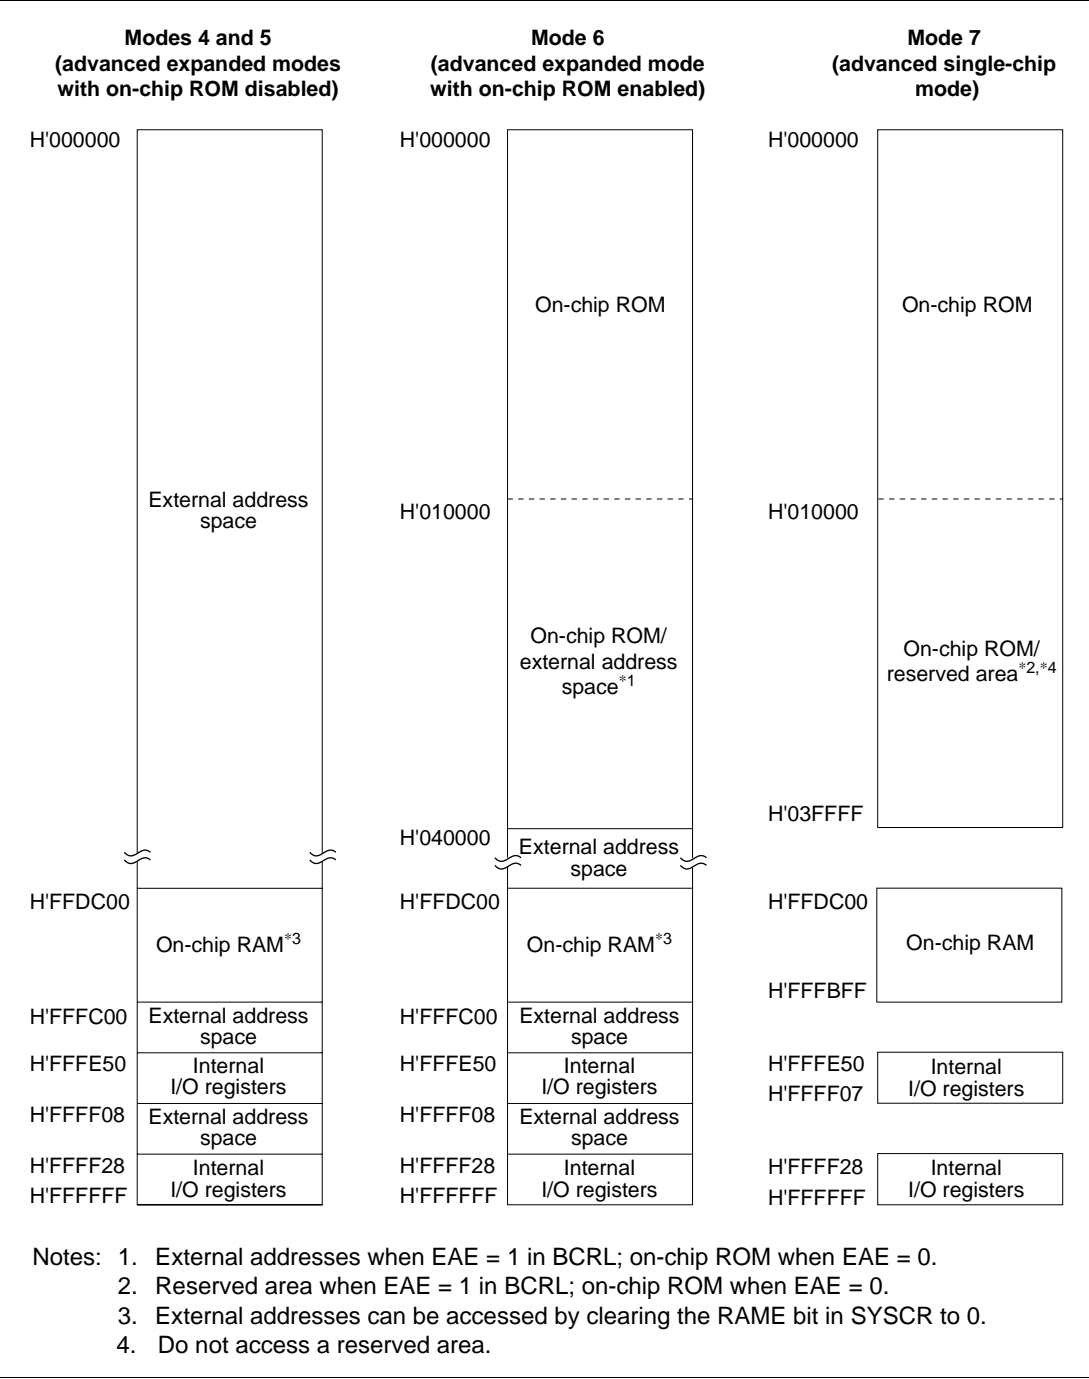 Modes 4 and 5
(advanced expanded modes
with on-chip ROM disabled)
H'000000
External address
space
H'FFDC00
On-chip RAM*3
H'FFFC00
External address
space
H'FFFE50
Internal
I/O registers
H'FFFF08
External address
space
H'FFFF28
Internal
I/O registers
H'FFFFFF
Mode 6
(advanced expanded mode
with on-chip ROM enabled)
H'000000
On-chip ROM
H'010000
On-chip ROM/
external address
space*1
H'040000
External address
space
H'FFDC00
On-chip RAM*3
H'FFFC00
External address
space
H'FFFE50
Internal
I/O registers
H'FFFF08
External address
space
H'FFFF28
Internal
I/O registers
H'FFFFFF
Mode 7
(advanced single-chip
mode)
H'000000
On-chip ROM
H'010000
On-chip ROM/
reserved area*2,*4
H'03FFFF
H'FFDC00
On-chip RAM
H'FFFBFF
H'FFFE50
Internal
I/O registers
H'FFFF07
H'FFFF28
Internal
I/O registers
H'FFFFFF
Notes: 1. External addresses when EAE = 1 in BCRL; on-chip ROM when EAE = 0.
2. Reserved area when EAE = 1 in BCRL; on-chip ROM when EAE = 0.
3. External addresses can be accessed by clearing the RAME bit in SYSCR to 0.
4. Do not access a reserved area.